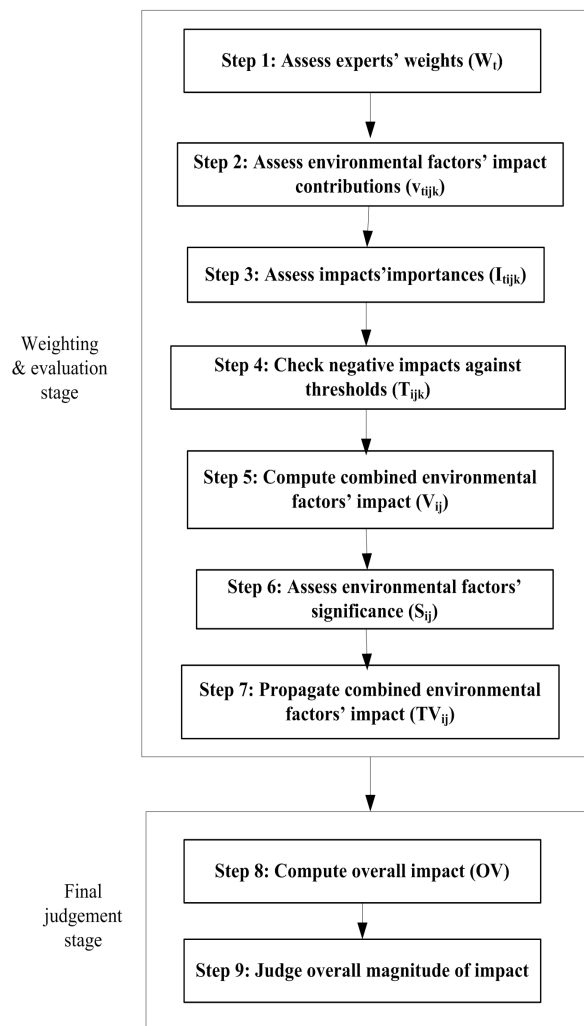 Step 1: Assess experts’ weights (Wt)
Step 2: Assess environmental factors’ impact
contributions (vtijk)
Step 3: Assess impacts’importances (Itijk)
Weighting
& evaluation
stage
Step 4: Check negative impacts against
thresholds (Tijk)
Step 5: Compute combined environmental
factors’ impact (Vij)
Step 6: Assess environmental factors’
significance (Sij)
Step 7: Propagate combined environmental
factors’ impact (TVij)
Step 8: Compute overall impact (OV)
Final
judgement
stage
Step 9: Judge overall magnitude of impact